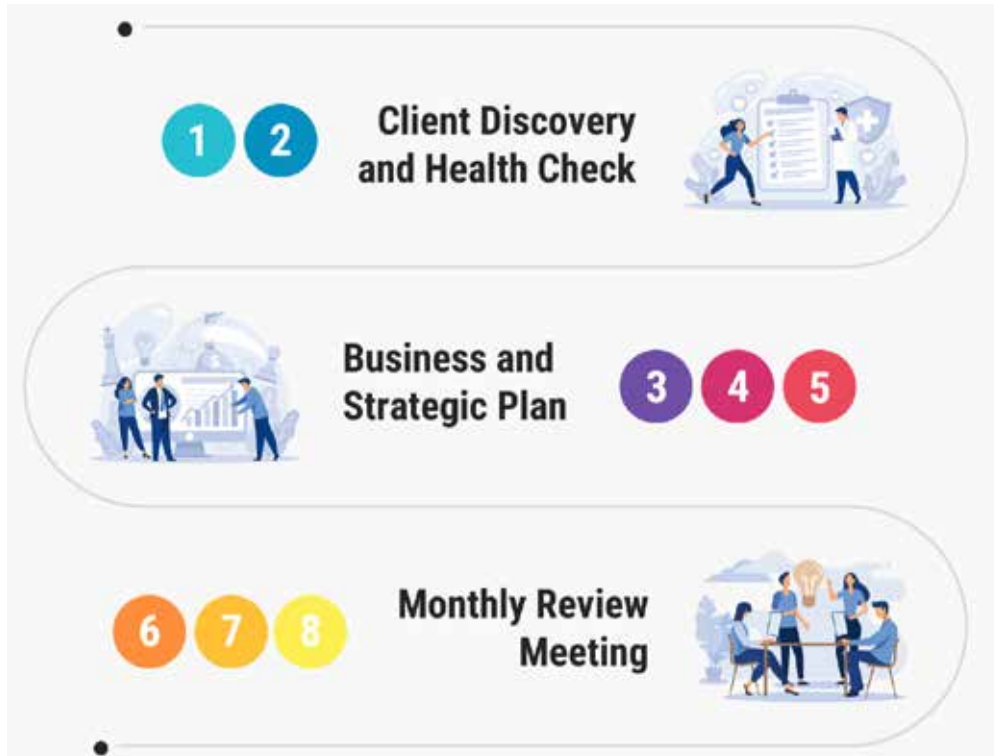 1 2
Client Discovery
and Health Check
Business and
Strategic Plan
3 4 5
6 7 8
Monthly Review
Meeting